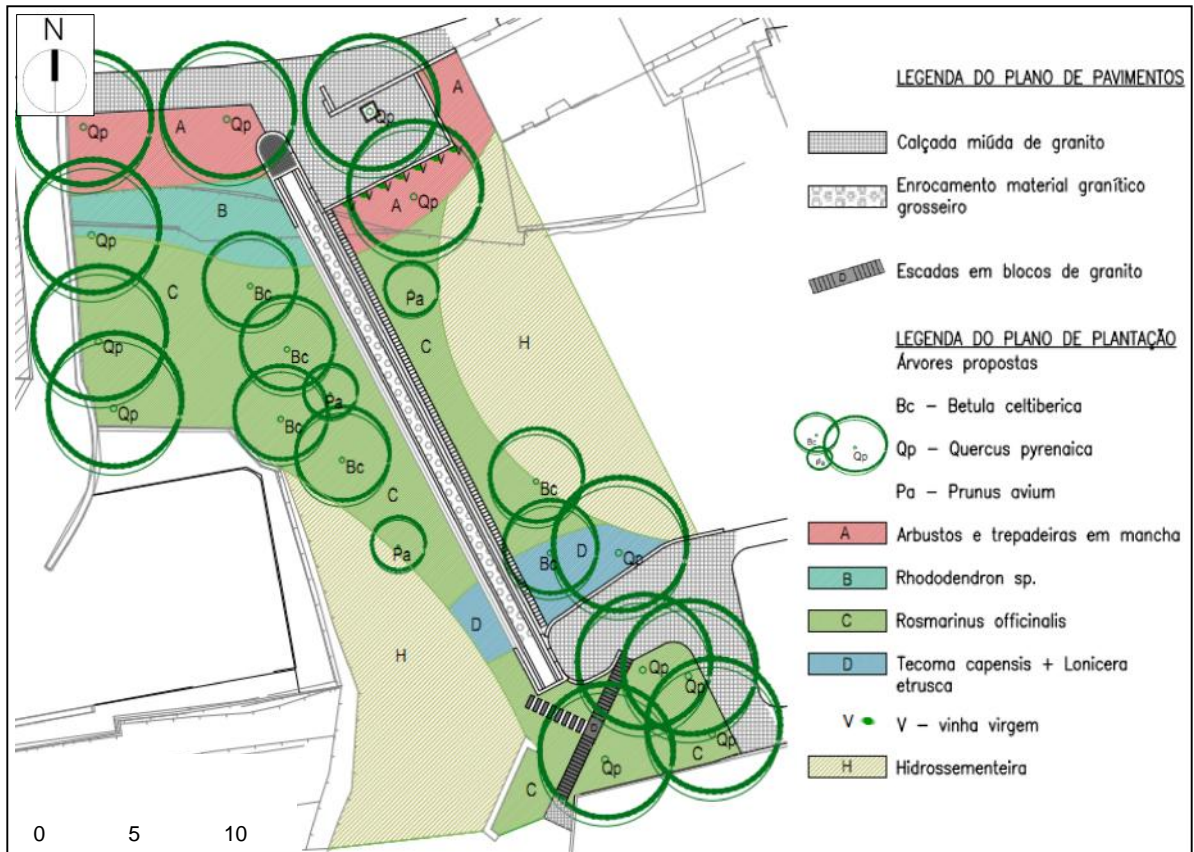 N
Qp
A
Qp
Qp
A
A
Qp
B
Qp
C
Bc
Pa
C
H
Qp
Bc
Pa
Qp
Bc
Bc
Bc
C
Bc
D
Qp
Pa
D
H
Qp
Qp
D
Qp
Qp
C
C
0 5 10
LEGENDA DO PLANO DE PAVIMENTOS
Calçada miúda de granito
Enrocamento material granítico
grosseiro
D
Escadas em blocos de granito
LEGENDA DO PLANO DE PLANTAÇÃO
Árvores propostas
Bc – Betula celtiberica
Bc
Qp
Pa
Qp – Quercus pyrenaica
Pa – Prunus avium
A Arbustos e trepadeiras em mancha
B Rhododendron sp.
C Rosmarinus officinalis
D Tecoma capensis + Lonicera
etrusca
V V – vinha virgem
H Hidrossementeira